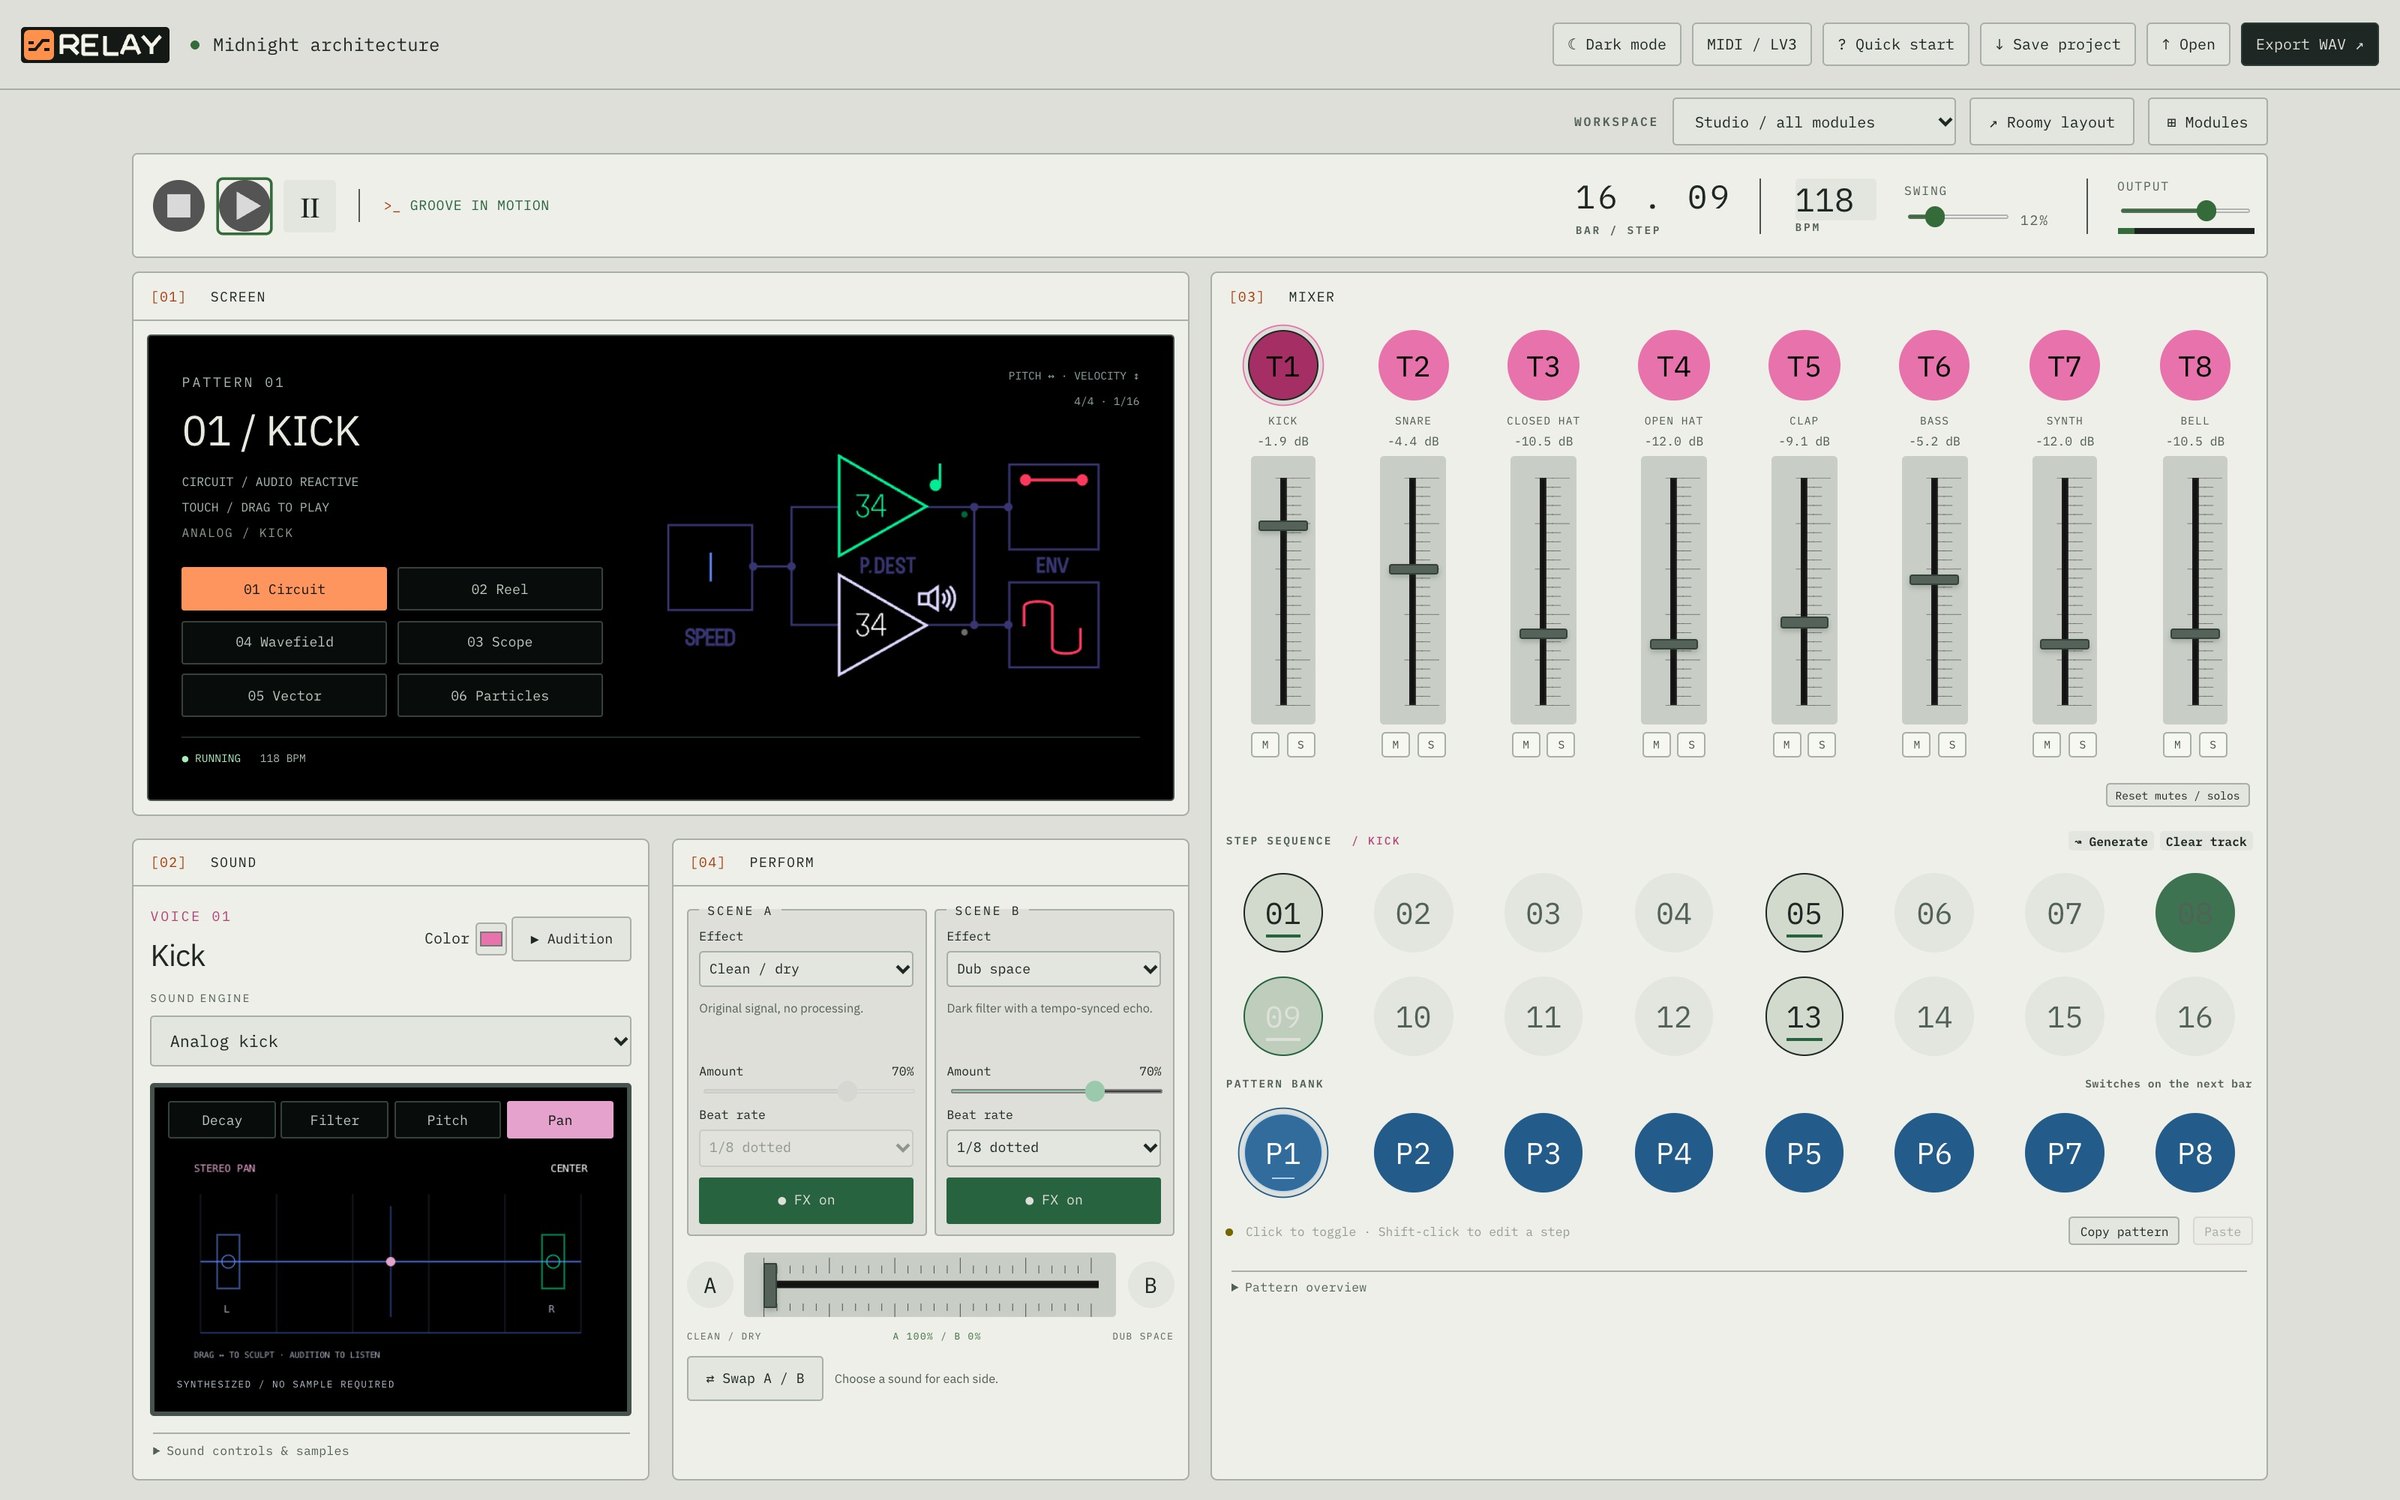 RELAY
Midnight architecture
☾ Dark mode
MIDI / LV3
? Quick start
↓ Save project
↑ Open
Export WAV ↗
WORKSPACE
Studio / all modules
↗ Roomy layout
⊞ Modules
>_ GROOVE IN MOTION
16 . 09
BAR / STEP
118
BPM
SWING
12%
OUTPUT
[01] SCREEN
PATTERN 01
PITCH ↔ · VELOCITY ↕
4/4 · 1/16
01 / KICK
CIRCUIT / AUDIO REACTIVE
TOUCH / DRAG TO PLAY
ANALOG / KICK
01 Circuit
02 Reel
04 Wavefield
03 Scope
05 Vector
06 Particles
SPEED
34
P.DEST
34
ENV
● RUNNING 118 BPM
[03] MIXER
T1 T2 T3 T4 T5 T6 T7 T8
KICK SNARE CLOSED HAT OPEN HAT CLAP BASS SYNTH BELL
-1.9 dB -4.4 dB -10.5 dB -12.0 dB -9.1 dB -5.2 dB -12.0 dB -10.5 dB
M S M S M S M S M S M S M S M S
Reset mutes / solos
STEP SEQUENCE / KICK
↝ Generate
Clear track
01 02 03 04 05 06 07 08
09 10 11 12 13 14 15 16
PATTERN BANK
Switches on the next bar
P1 P2 P3 P4 P5 P6 P7 P8
Click to toggle · Shift-click to edit a step
Copy pattern
Paste
▶ Pattern overview
[02] SOUND
VOICE 01
Kick
Color
▶ Audition
SOUND ENGINE
Analog kick
Decay
Filter
Pitch
Pan
STEREO PAN
CENTER
L
R
DRAG ↔ TO SCULPT · AUDITION TO LISTEN
SYNTHESIZED / NO SAMPLE REQUIRED
▶ Sound controls & samples
[04] PERFORM
SCENE A
Effect
Clean / dry
Original signal, no processing.
Amount 70%
Beat rate
1/8 dotted
● FX on
SCENE B
Effect
Dub space
Dark filter with a tempo-synced echo.
Amount 70%
Beat rate
1/8 dotted
● FX on
A
B
CLEAN / DRY
A 100% / B 0%
DUB SPACE
⇄ Swap A / B
Choose a sound for each side.